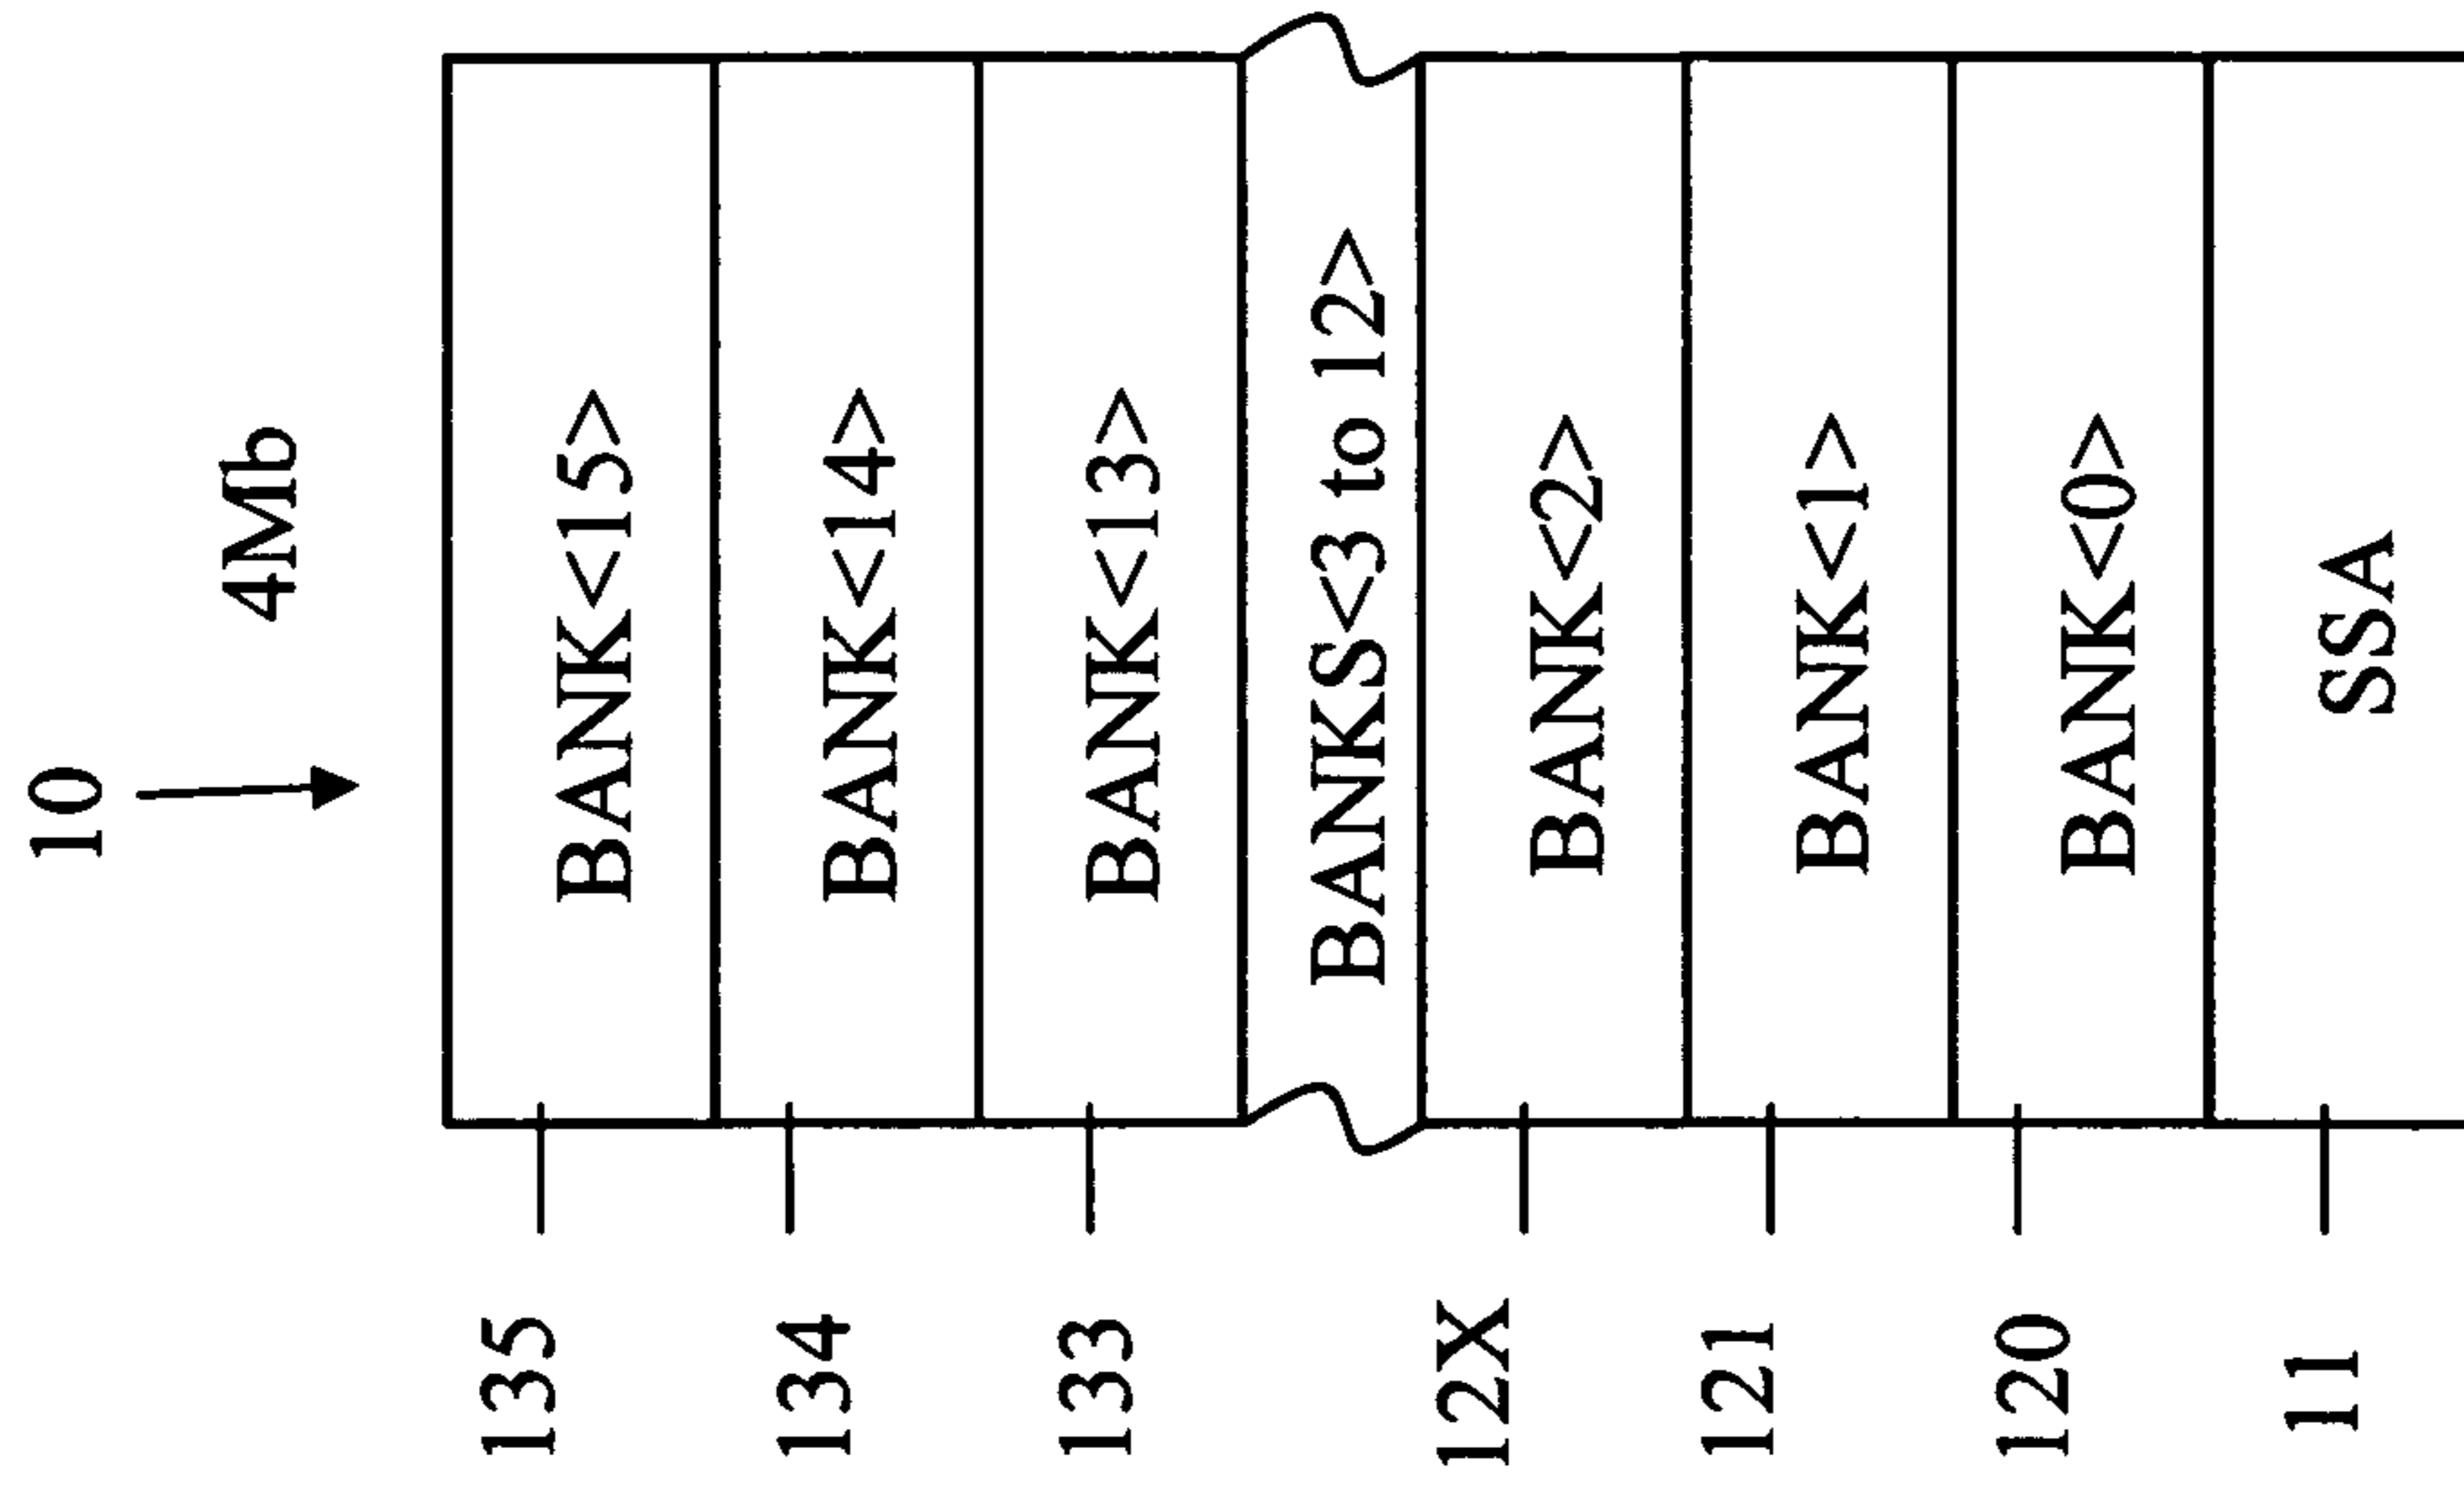 10
4Mb
135 BANK<15>
134 BANK<14>
133 BANK<13>
BANKS<3 to 12>
12X BANK<2>
121 BANK<1>
120 BANK<0>
11 SSA